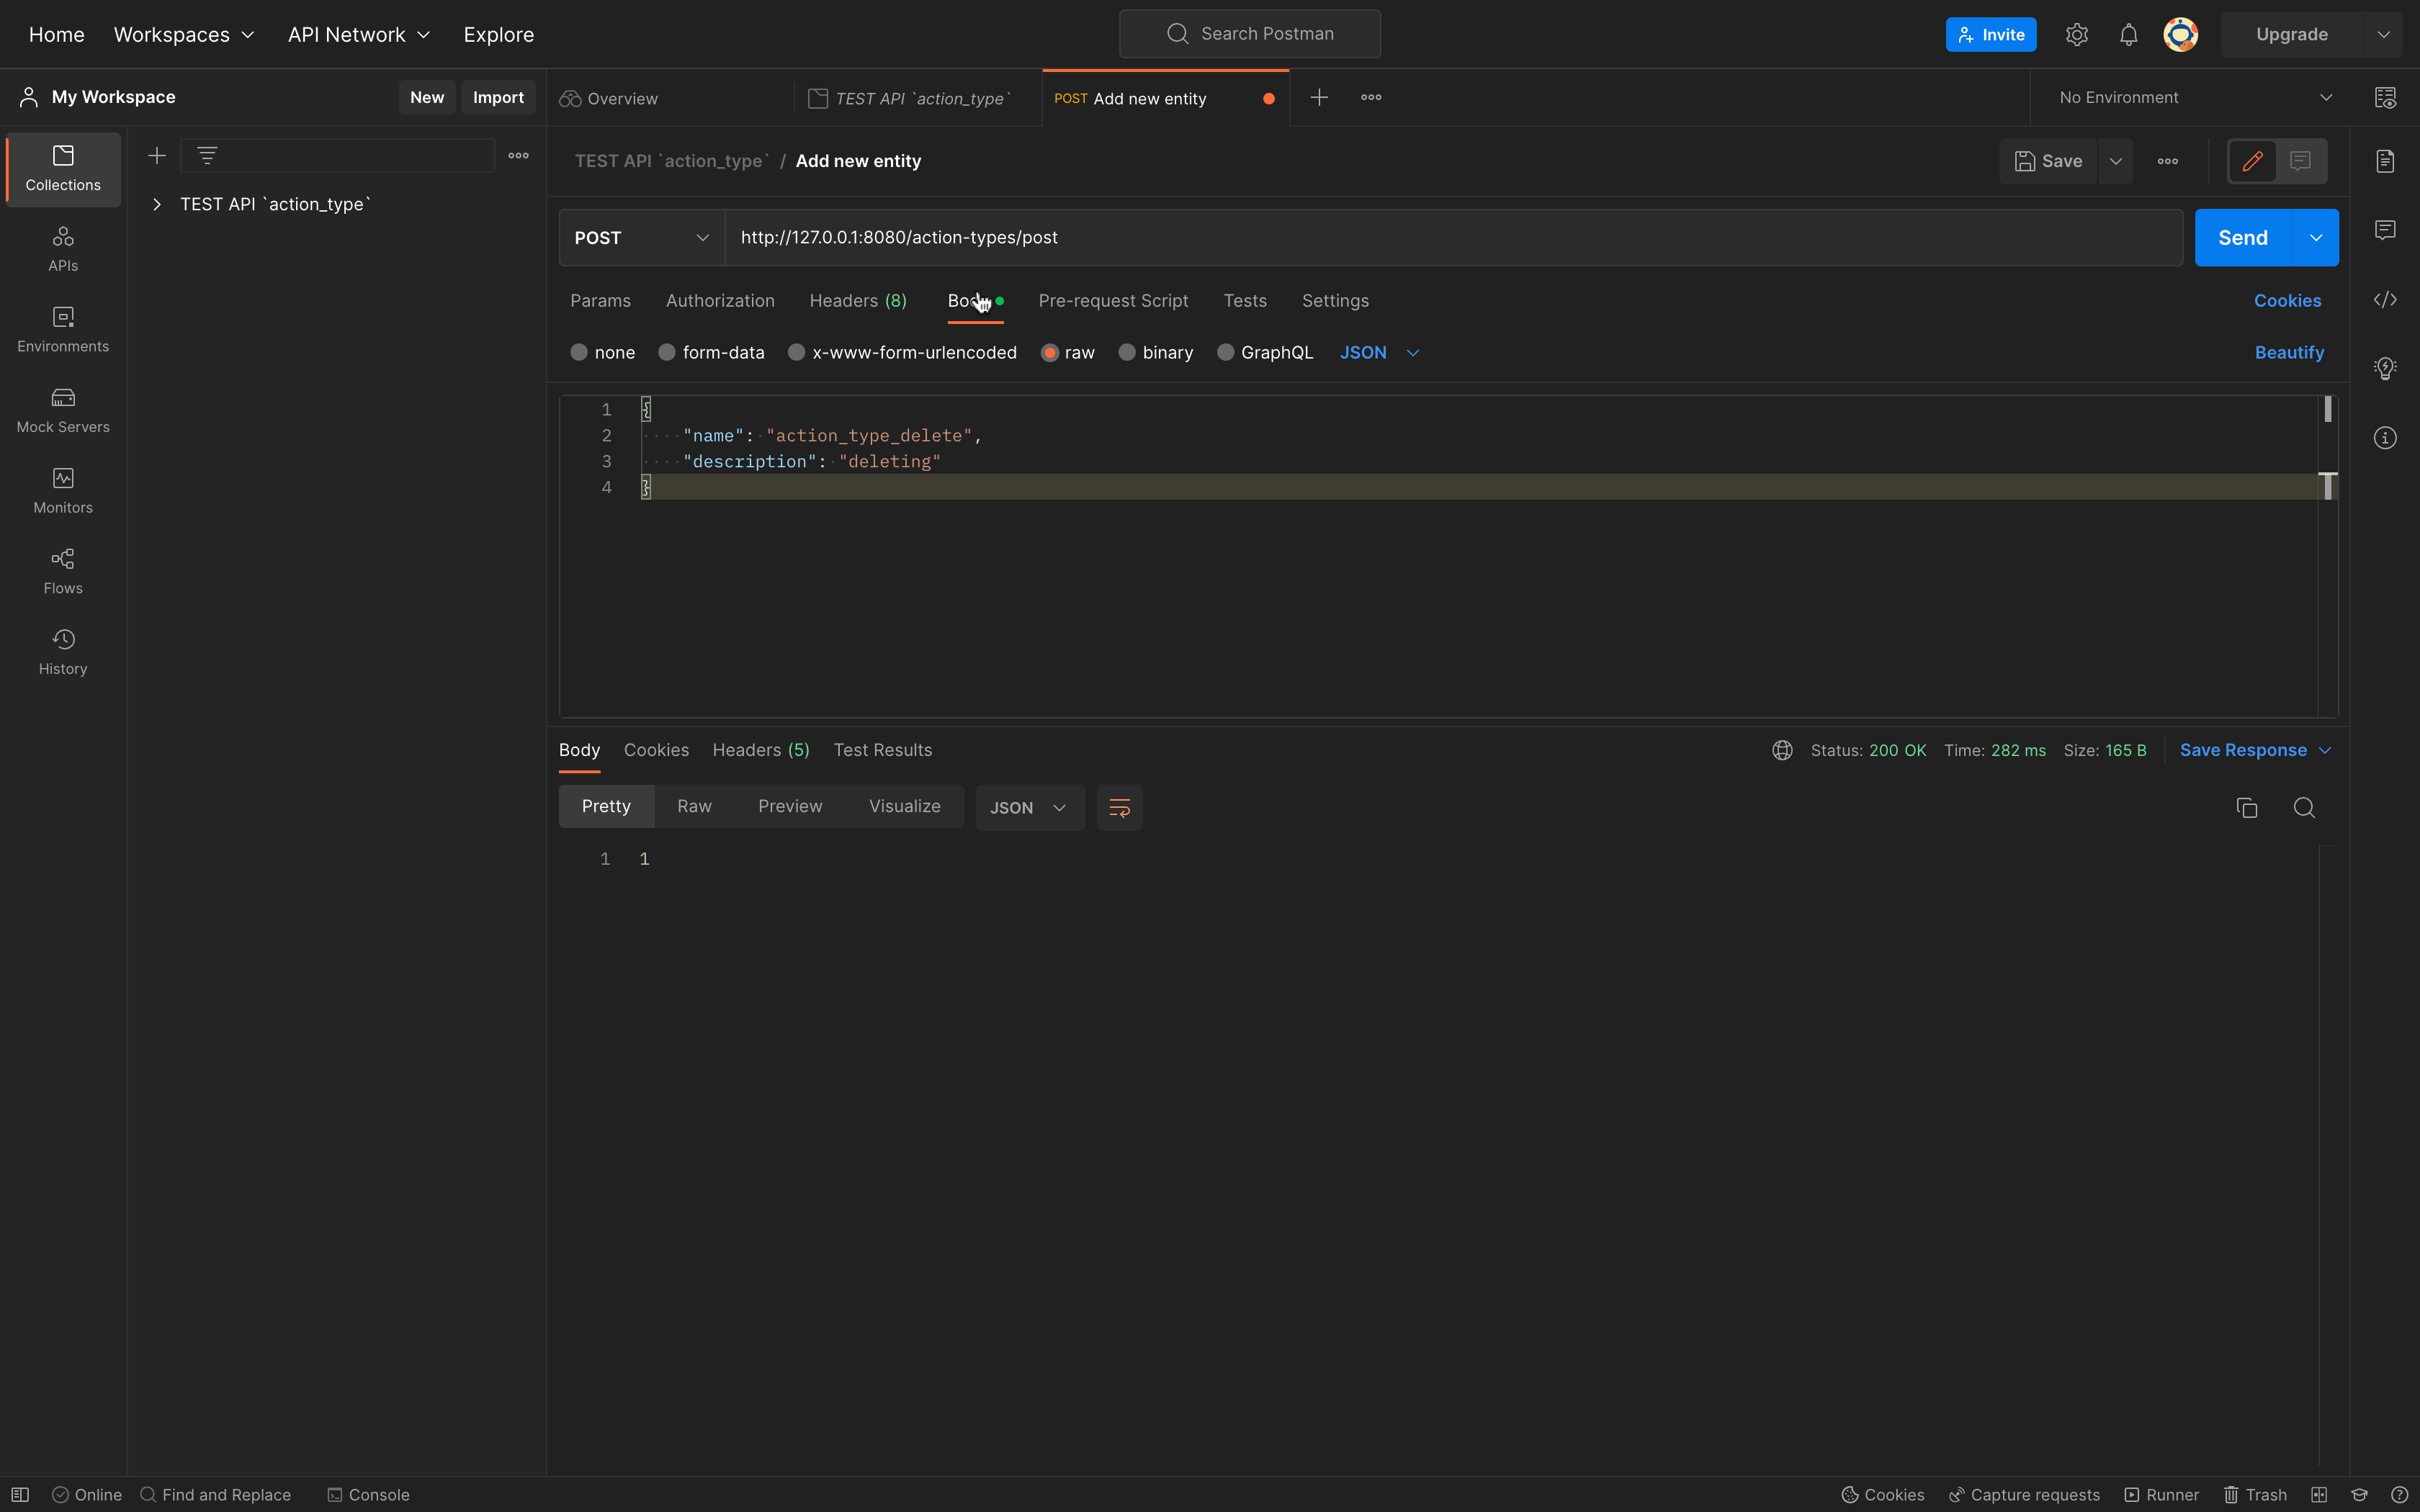 Home Workspaces API Network Explore Search Postman Invite Upgrade
My Workspace New Import Overview TEST API `action_type` POST Add new entity No Environment
Collections
APIs
Environments
Mock Servers
Monitors
Flows
History
TEST API `action_type`
TEST API `action_type` / Add new entity Save
POST http://127.0.0.1:8080/action-types/post Send
Params Authorization Headers (8) Pre-request Script Tests Settings Cookies
none form-data x-www-form-urlencoded raw binary GraphQL JSON Beautify
1 {
2 "name": "action_type_delete",
3 "description": "deleting"
4 }
Body Cookies Headers (5) Test Results Status: 200 OK Time: 282 ms Size: 165 B Save Response
Pretty Raw Preview Visualize JSON
1 1
Online Find and Replace Console Cookies Capture requests Runner Trash